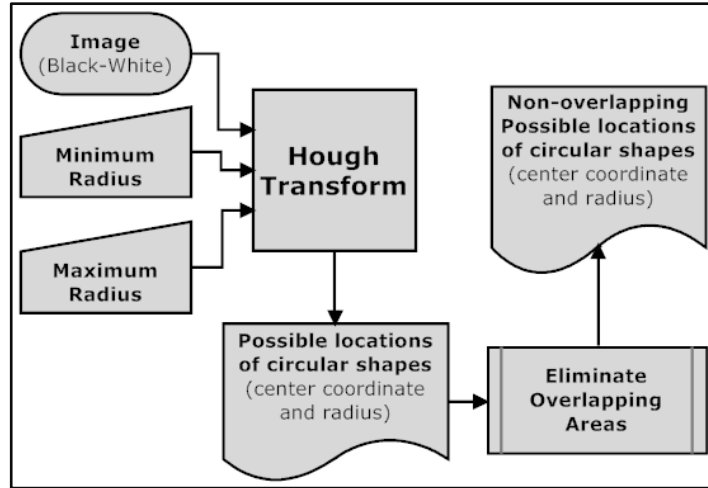 Image
(Black-White)
Minimum
Radius
Maximum
Radius
Hough
Transform
Possible locations
of circular shapes
(center coordinate
and radius)
Eliminate
Overlapping
Areas
Non-overlapping
Possible locations
of circular shapes
(center coordinate
and radius)